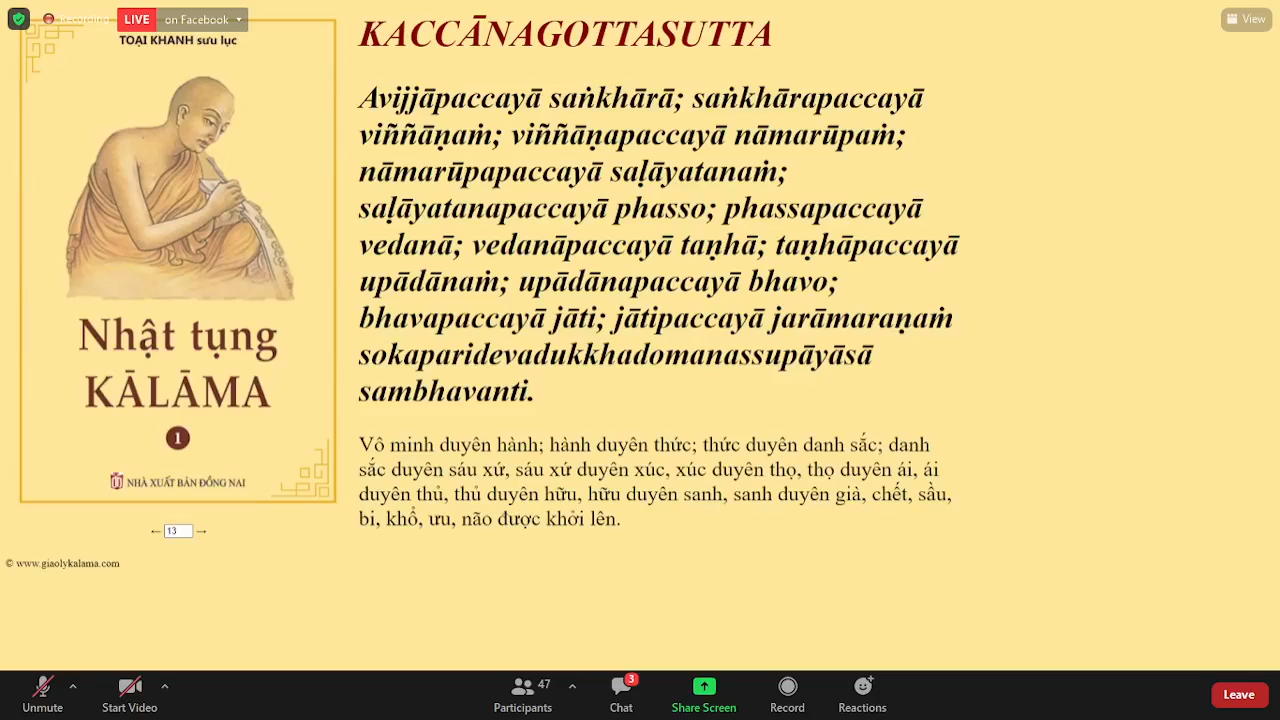 Recording
LIVE on Facebook
View
TOẠI KHANH sưu lục
Nhật tụng
KĀLĀMA
1
NHÀ XUẤT BẢN ĐỒNG NAI
13
© www.giaolykalama.com
KACCĀNAGOTTASUTTA
Avijjāpaccayā saṅkhārā; saṅkhārapaccayā
viññāṇaṁ; viññāṇapaccayā nāmarūpaṁ;
nāmarūpapaccayā saḷāyatanaṁ;
saḷāyatanapaccayā phasso; phassapaccayā
vedanā; vedanāpaccayā taṇhā; taṇhāpaccayā
upādānaṁ; upādānapaccayā bhavo;
bhavapaccayā jāti; jātipaccayā jarāmaraṇaṁ
sokaparidevadukkhadomanassupāyāsā
sambhavanti.
Vô minh duyên hành; hành duyên thức; thức duyên danh sắc; danh
sắc duyên sáu xứ, sáu xứ duyên xúc, xúc duyên thọ, thọ duyên ái, ái
duyên thủ, thủ duyên hữu, hữu duyên sanh, sanh duyên già, chết, sầu,
bi, khổ, ưu, não được khởi lên.
Unmute
Start Video
47
Participants
3
Chat
Share Screen
Record
Reactions
Leave